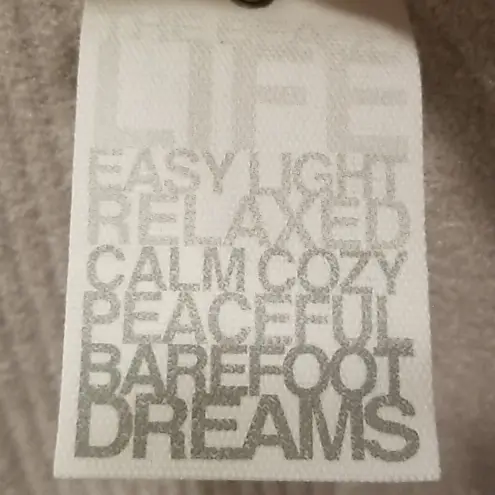 LIFE
EASY LIGHT
RELAXED
CALM COZY
PEACEFUL
BAREFOOT
DREAMS